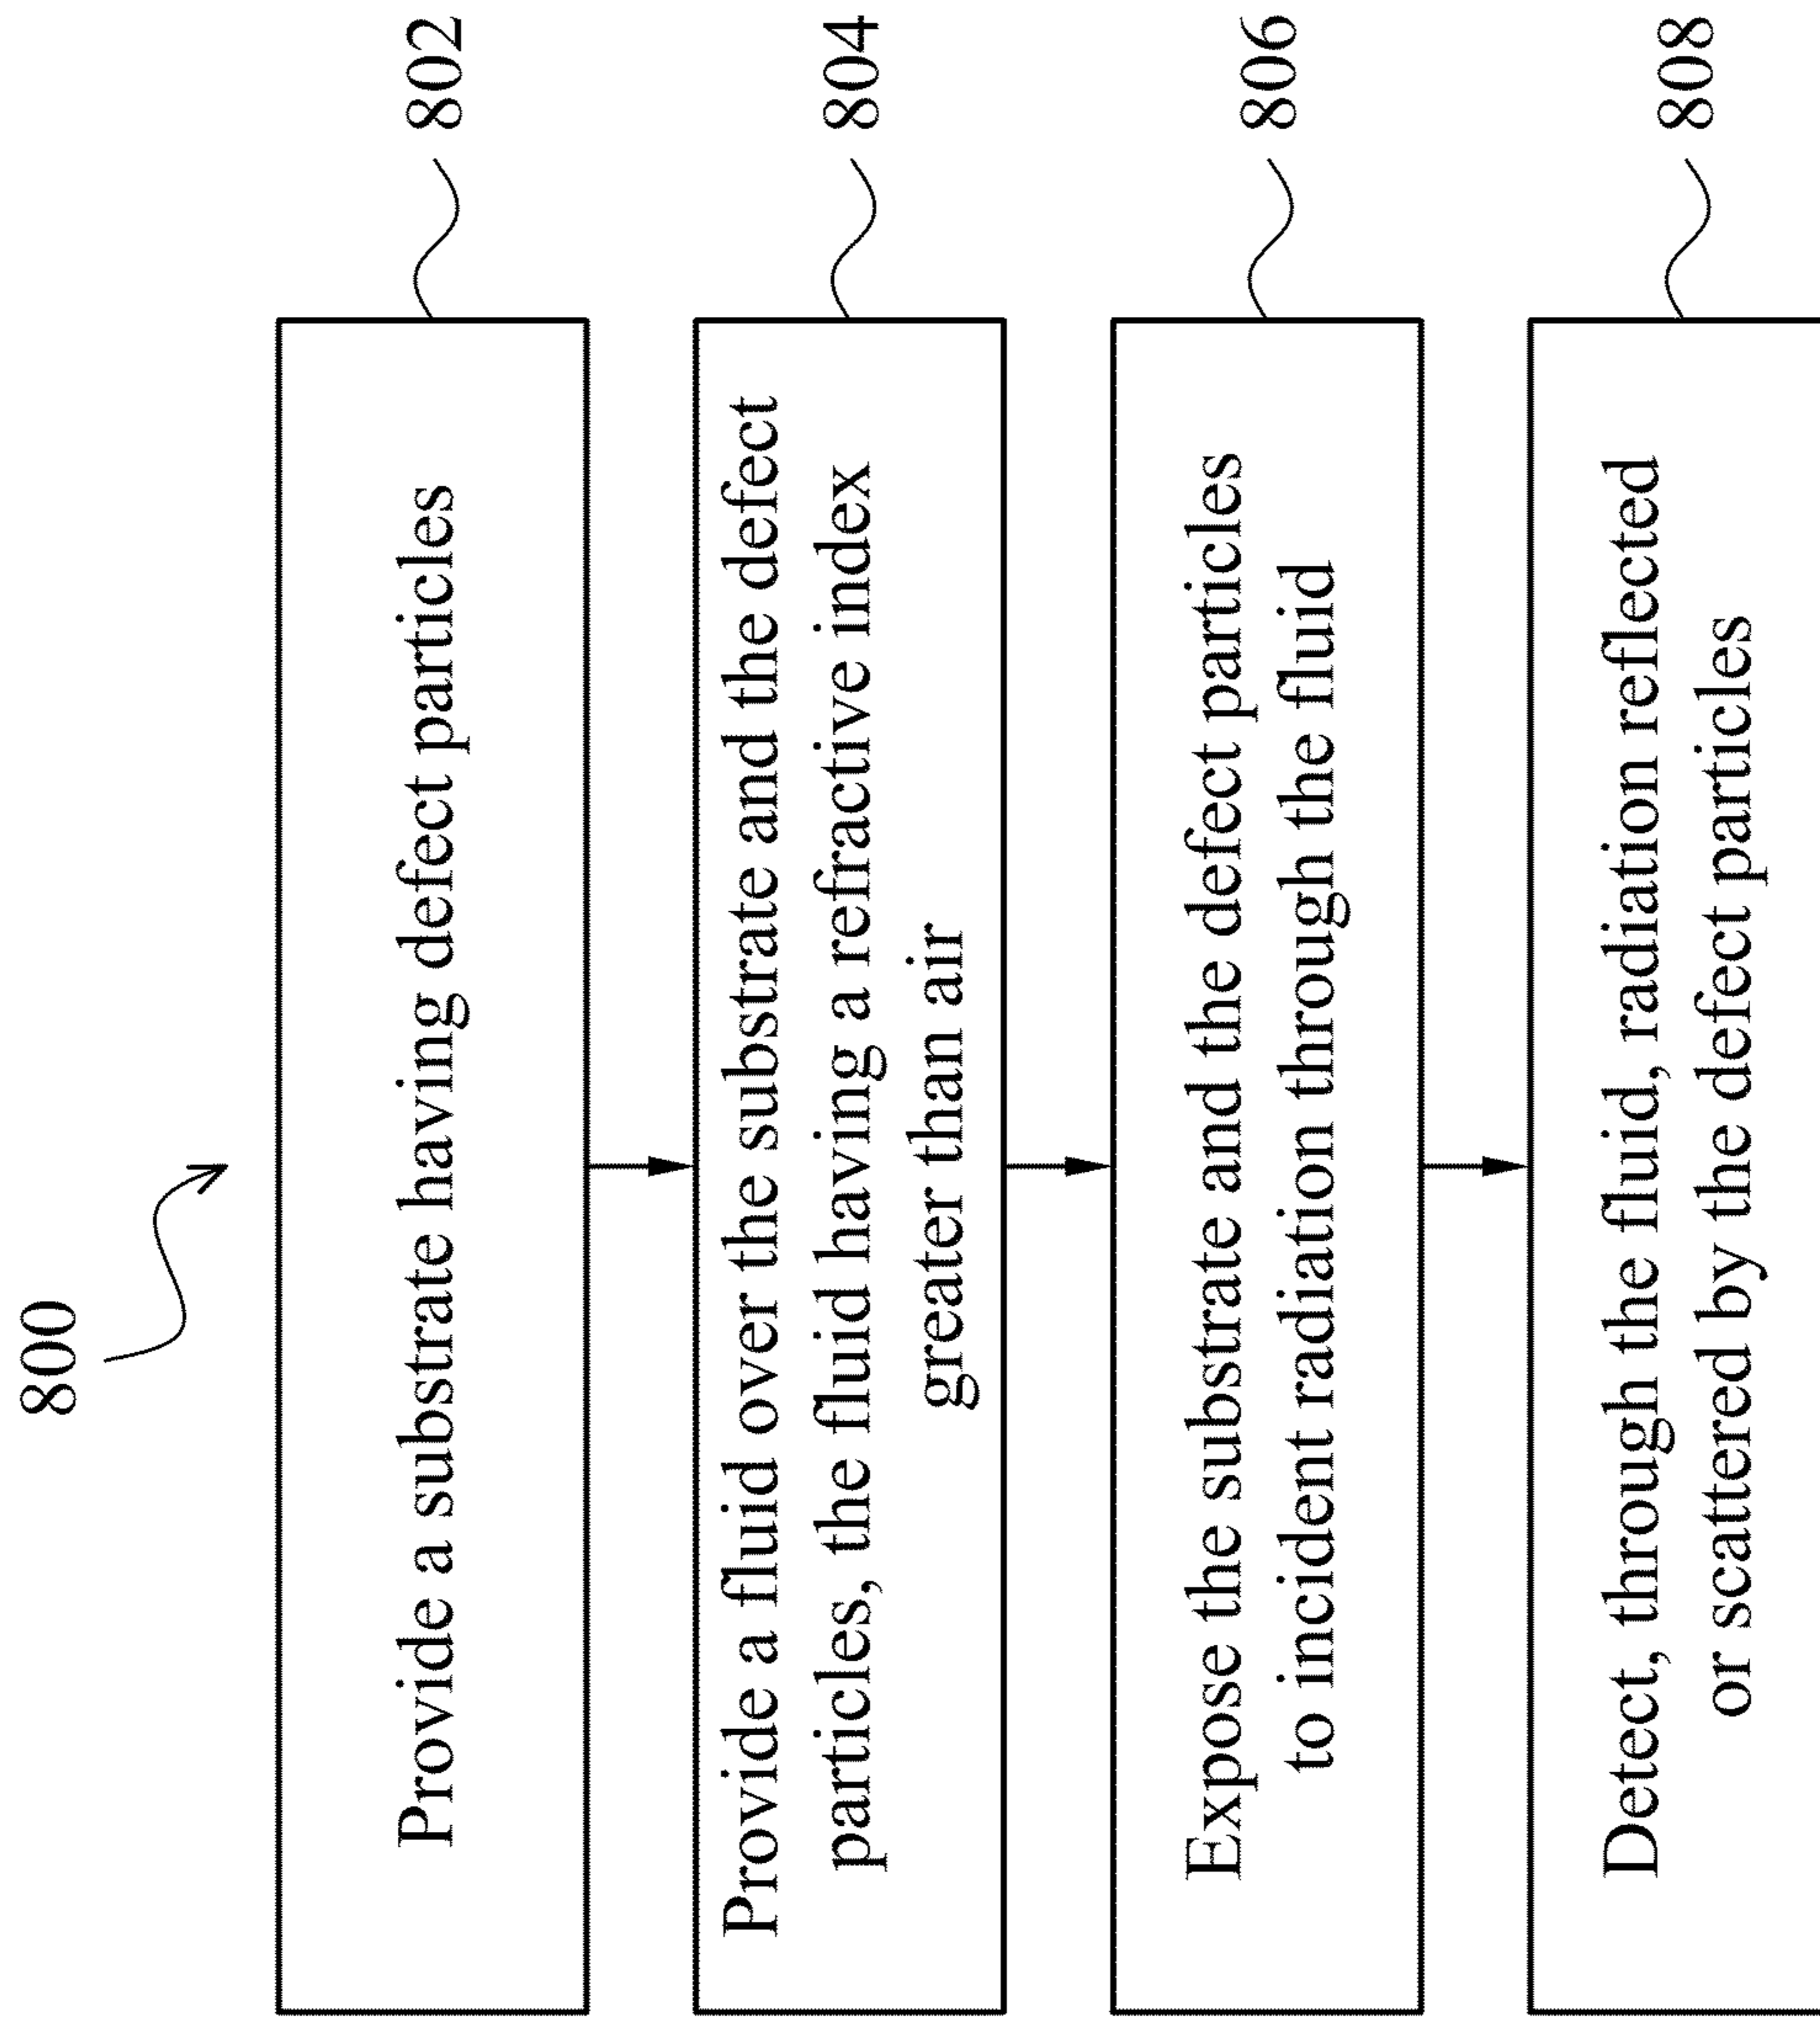 800
Provide a substrate having defect particles
802
Provide a fluid over the substrate and the defect
particles, the fluid having a refractive index
greater than air
804
Expose the substrate and the defect particles
to incident radiation through the fluid
806
Detect, through the fluid, radiation reflected
or scattered by the defect particles
808